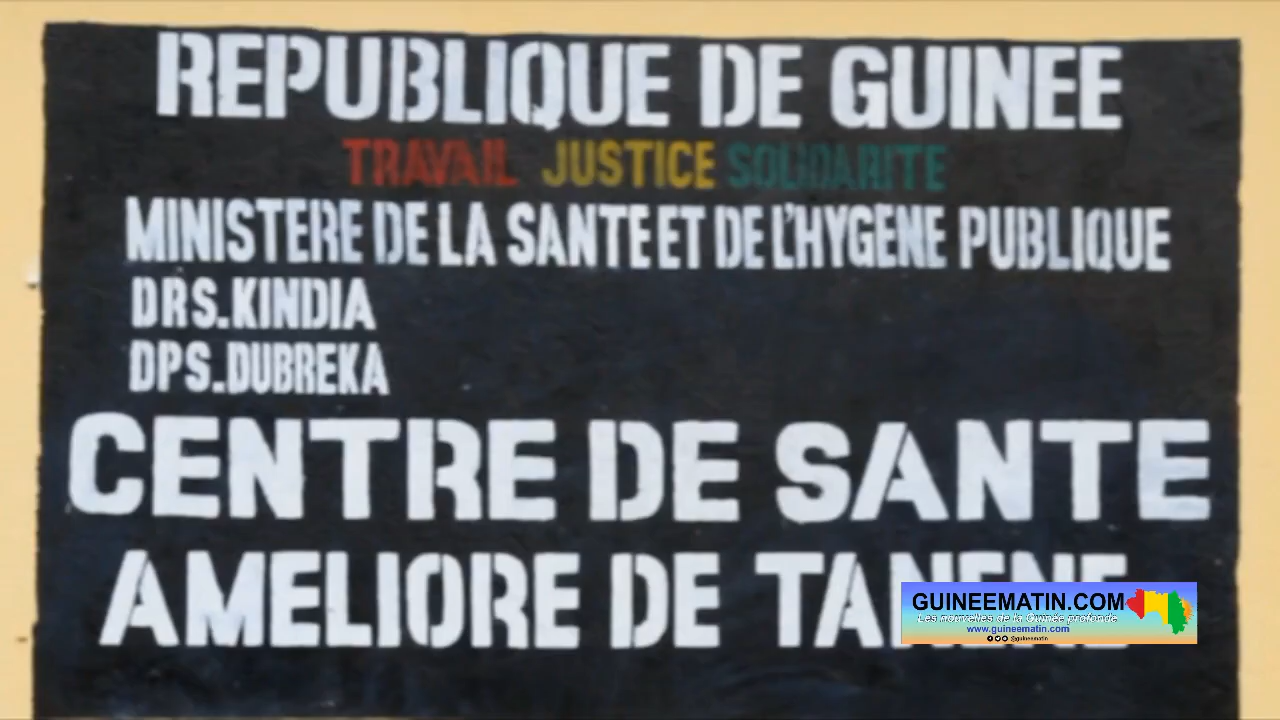 REPUBLIQUE DE GUINEE
TRAVAIL JUSTICE SOLIDARITE
MINISTERE DE LA SANTE ET DE L'HYGENE PUBLIQUE
DRS.KINDIA
DPS.DUBREKA
CENTRE DE SANTE
AMELIORE DE TANENE
GUINEEMATIN.COM
Les nouvelles de la Guinée profonde
www.guineematin.com
@guineematin